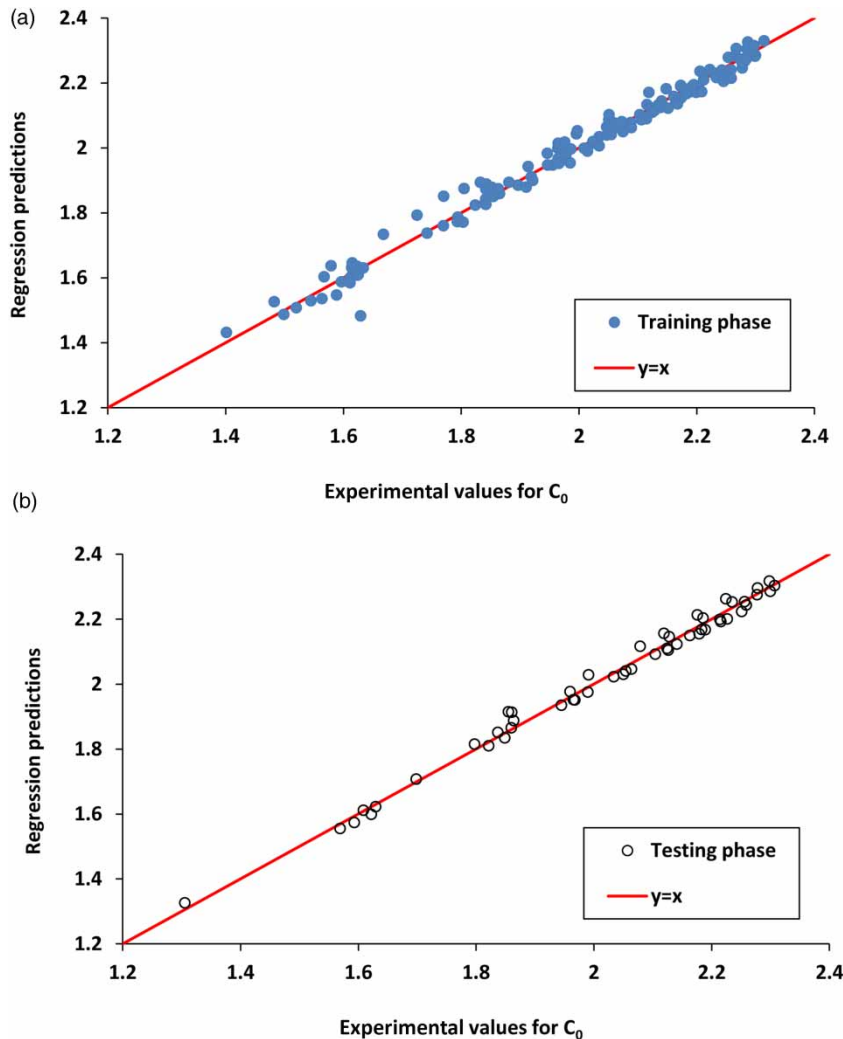 (a)
Regression predictions
2.4
2.2
2
1.8
1.6
1.4
1.2
1.2 1.4 1.6 1.8 2 2.2 2.4
Training phase
y=x
Experimental values for C₀
(b)
Regression predictions
2.4
2.2
2
1.8
1.6
1.4
1.2
1.2 1.4 1.6 1.8 2 2.2 2.4
Testing phase
y=x
Experimental values for C₀